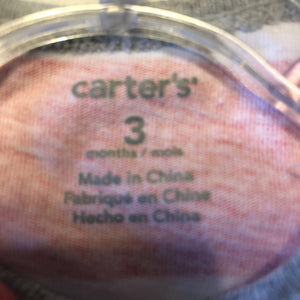 carter's
3
months / mois
Made in China
Fabriqué en Chine
Hecho en China